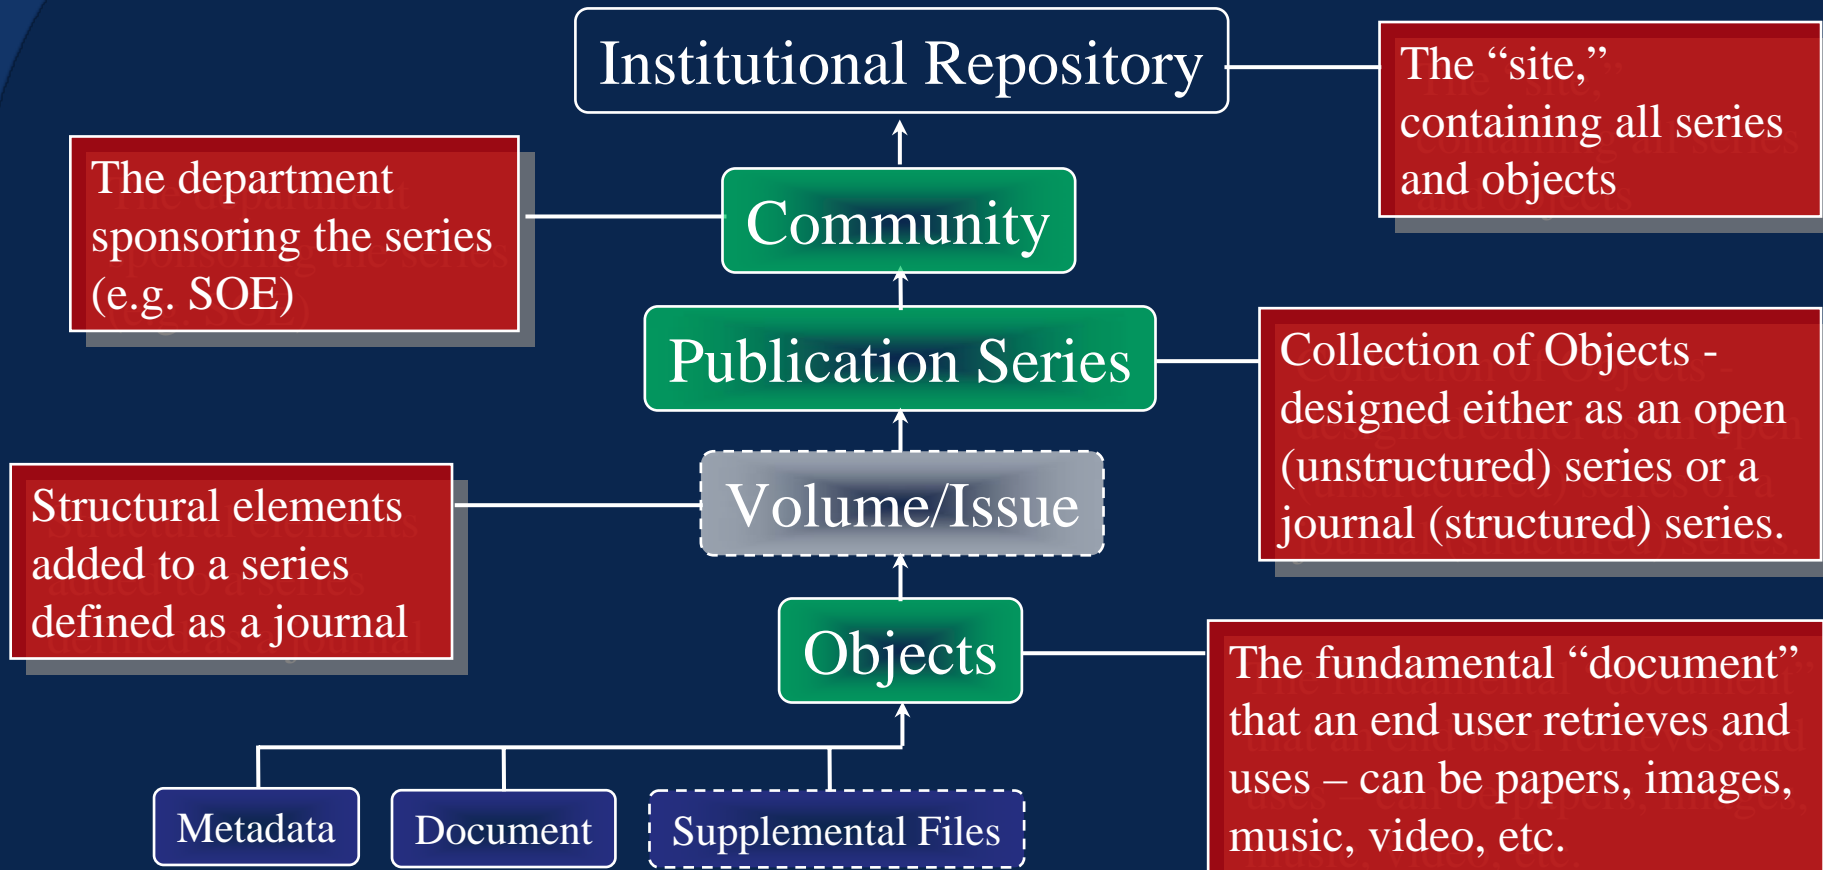 Institutional Repository
The “site,”
containing all series
and objects
The department
sponsoring the series
(e.g. SOE)
Community
Publication Series
Collection of Objects -
designed either as an open
(unstructured) series or a
journal (structured) series.
Structural elements
added to a series
defined as a journal
Volume/Issue
Objects
The fundamental “document”
that an end user retrieves and
uses – can be papers, images,
music, video, etc.
Metadata
Document
Supplemental Files